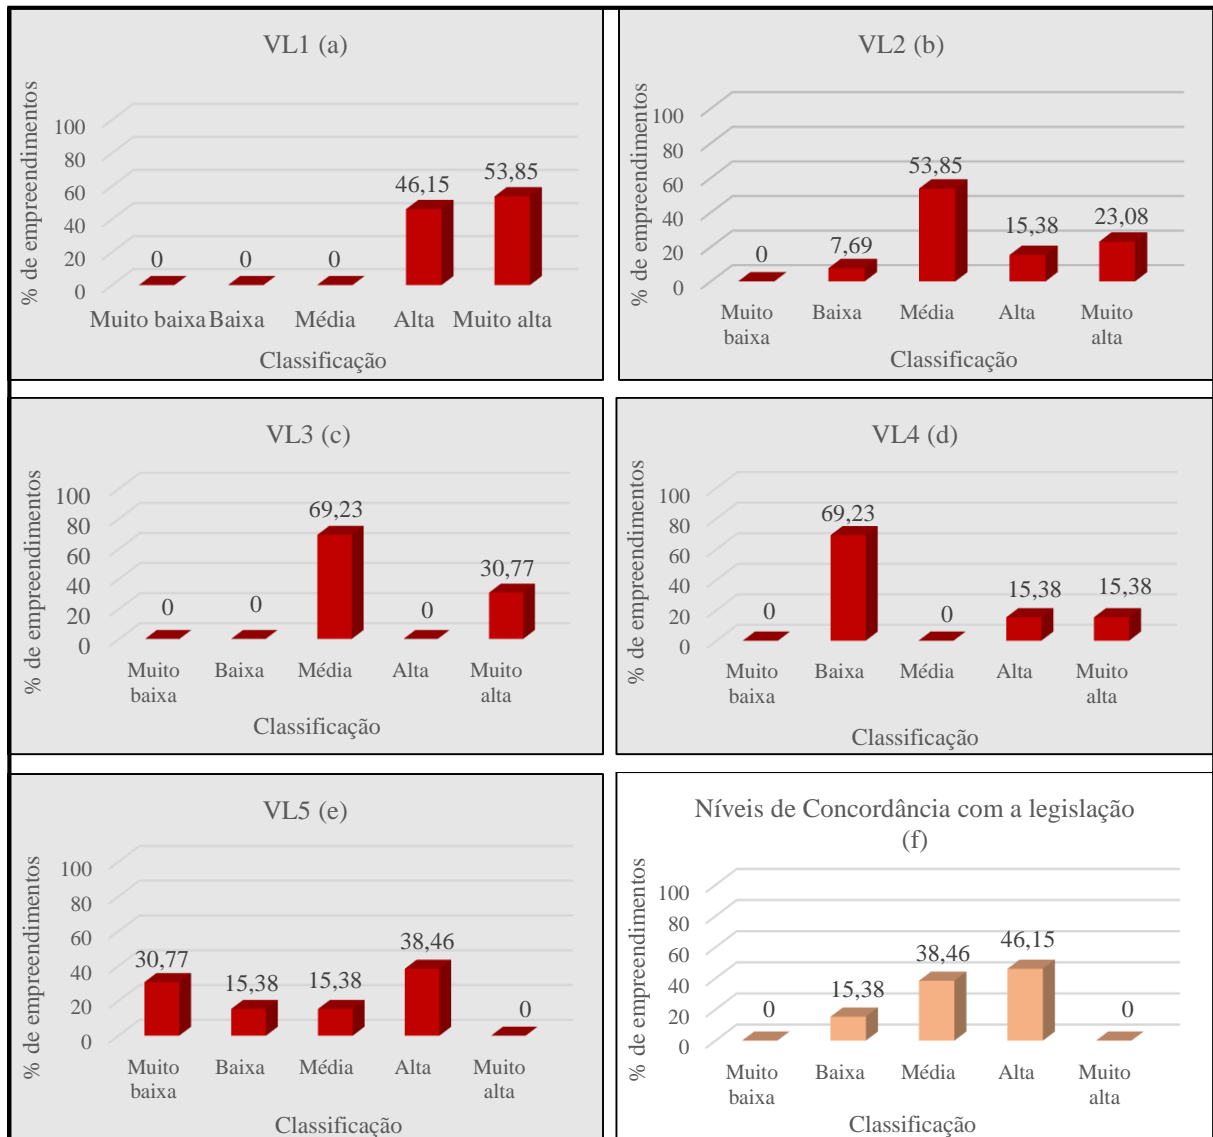 VL1 (a)
% de empreendimentos
100
80
60
40
20
0
0
0
0
46,15
53,85
Muito baixa
Baixa
Média
Alta
Muito alta
Classificação
VL2 (b)
% de empreendimentos
100
80
60
40
20
0
0
7,69
53,85
15,38
23,08
Muito
baixa
Baixa
Média
Alta
Muito
alta
Classificação
VL3 (c)
% de empreendimentos
100
80
60
40
20
0
0
0
69,23
0
30,77
Muito
baixa
Baixa
Média
Alta
Muito
alta
Classificação
VL4 (d)
% de empreendimentos
100
80
60
40
20
0
0
69,23
0
15,38
15,38
Muito
baixa
Baixa
Média
Alta
Muito
alta
Classificação
VL5 (e)
% de empreendimentos
100
80
60
40
20
0
30,77
15,38
15,38
38,46
0
Muito
baixa
Baixa
Média
Alta
Muito
alta
Classificação
Níveis de Concordância com a legislação
(f)
% de empreendimentos
100
80
60
40
20
0
0
15,38
38,46
46,15
0
Muito
baixa
Baixa
Média
Alta
Muito
alta
Classificação